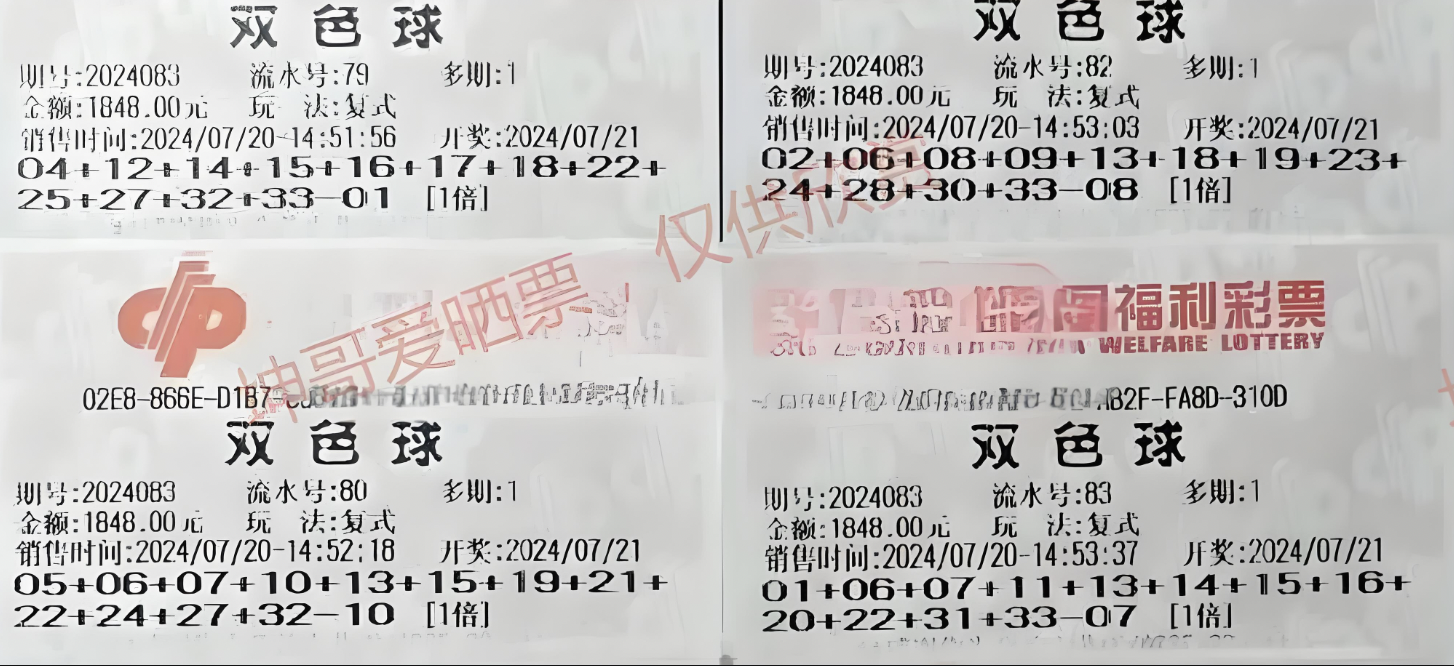 双色球
期号:2024083 流水号:79 多期:1
金额:1848.00元 玩 法:复式
销售时间:2024/07/20-14:51:56 开奖:2024/07/21
04+12+14+15+16+17+18+22+
25+27+32+33-01 [1倍]
双色球
期号:2024083 流水号:82 多期:1
金额:1848.00元 玩 法:复式
销售时间:2024/07/20-14:53:03 开奖:2024/07/21
02+06+08+09+13+18+19+23+
24+28+30+33-08 [1倍]
坤哥爱晒票,仅供欣赏
02E8-866E-D1B7-
双色球
期号:2024083 流水号:80 多期:1
金额:1848.00元 玩 法:复式
销售时间:2024/07/20-14:52:18 开奖:2024/07/21
05+06+07+10+13+15+19+21+
22+24+27+32-10 [1倍]
福利彩票
WELFARE LOTTERY
B2F-FA8D-310D
双色球
期号:2024083 流水号:83 多期:1
金额:1848.00元 玩 法:复式
销售时间:2024/07/20-14:53:37 开奖:2024/07/21
01+06+07+11+13+14+15+16+
20+22+31+33-07 [1倍]